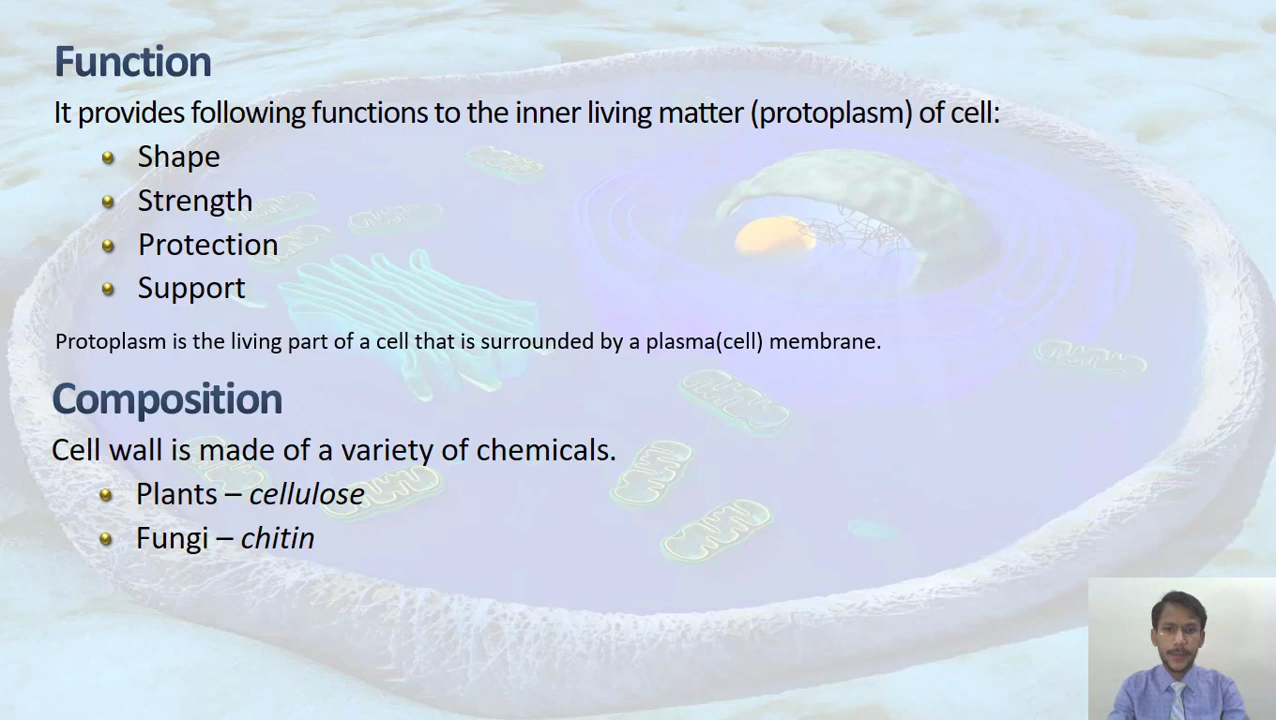 Function
It provides following functions to the inner living matter (protoplasm) of cell:
Shape
Strength
Protection
Support
Protoplasm is the living part of a cell that is surrounded by a plasma(cell) membrane.
Composition
Cell wall is made of a variety of chemicals.
Plants – cellulose
Fungi – chitin